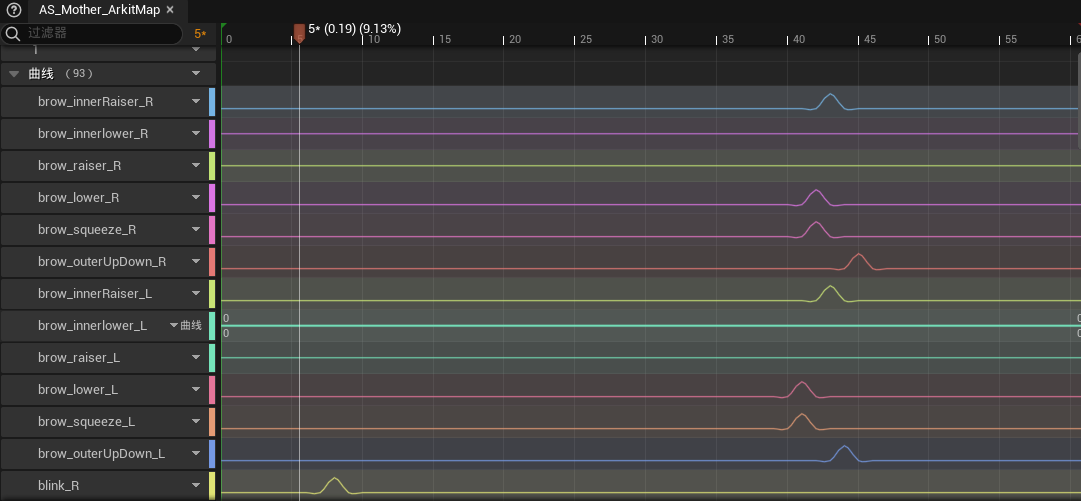 AS_Mother_ArkitMap ×
过滤器 5*
5* (0.19) (9.13%)
0 5 10 15 20 25 30 35 40 45 50 55 6
曲线 （93）
brow_innerRaiser_R
brow_innerlower_R
brow_raiser_R
brow_lower_R
brow_squeeze_R
brow_outerUpDown_R
brow_innerRaiser_L
brow_innerlower_L 曲线
0
0
0
0
brow_raiser_L
brow_lower_L
brow_squeeze_L
brow_outerUpDown_L
blink_R